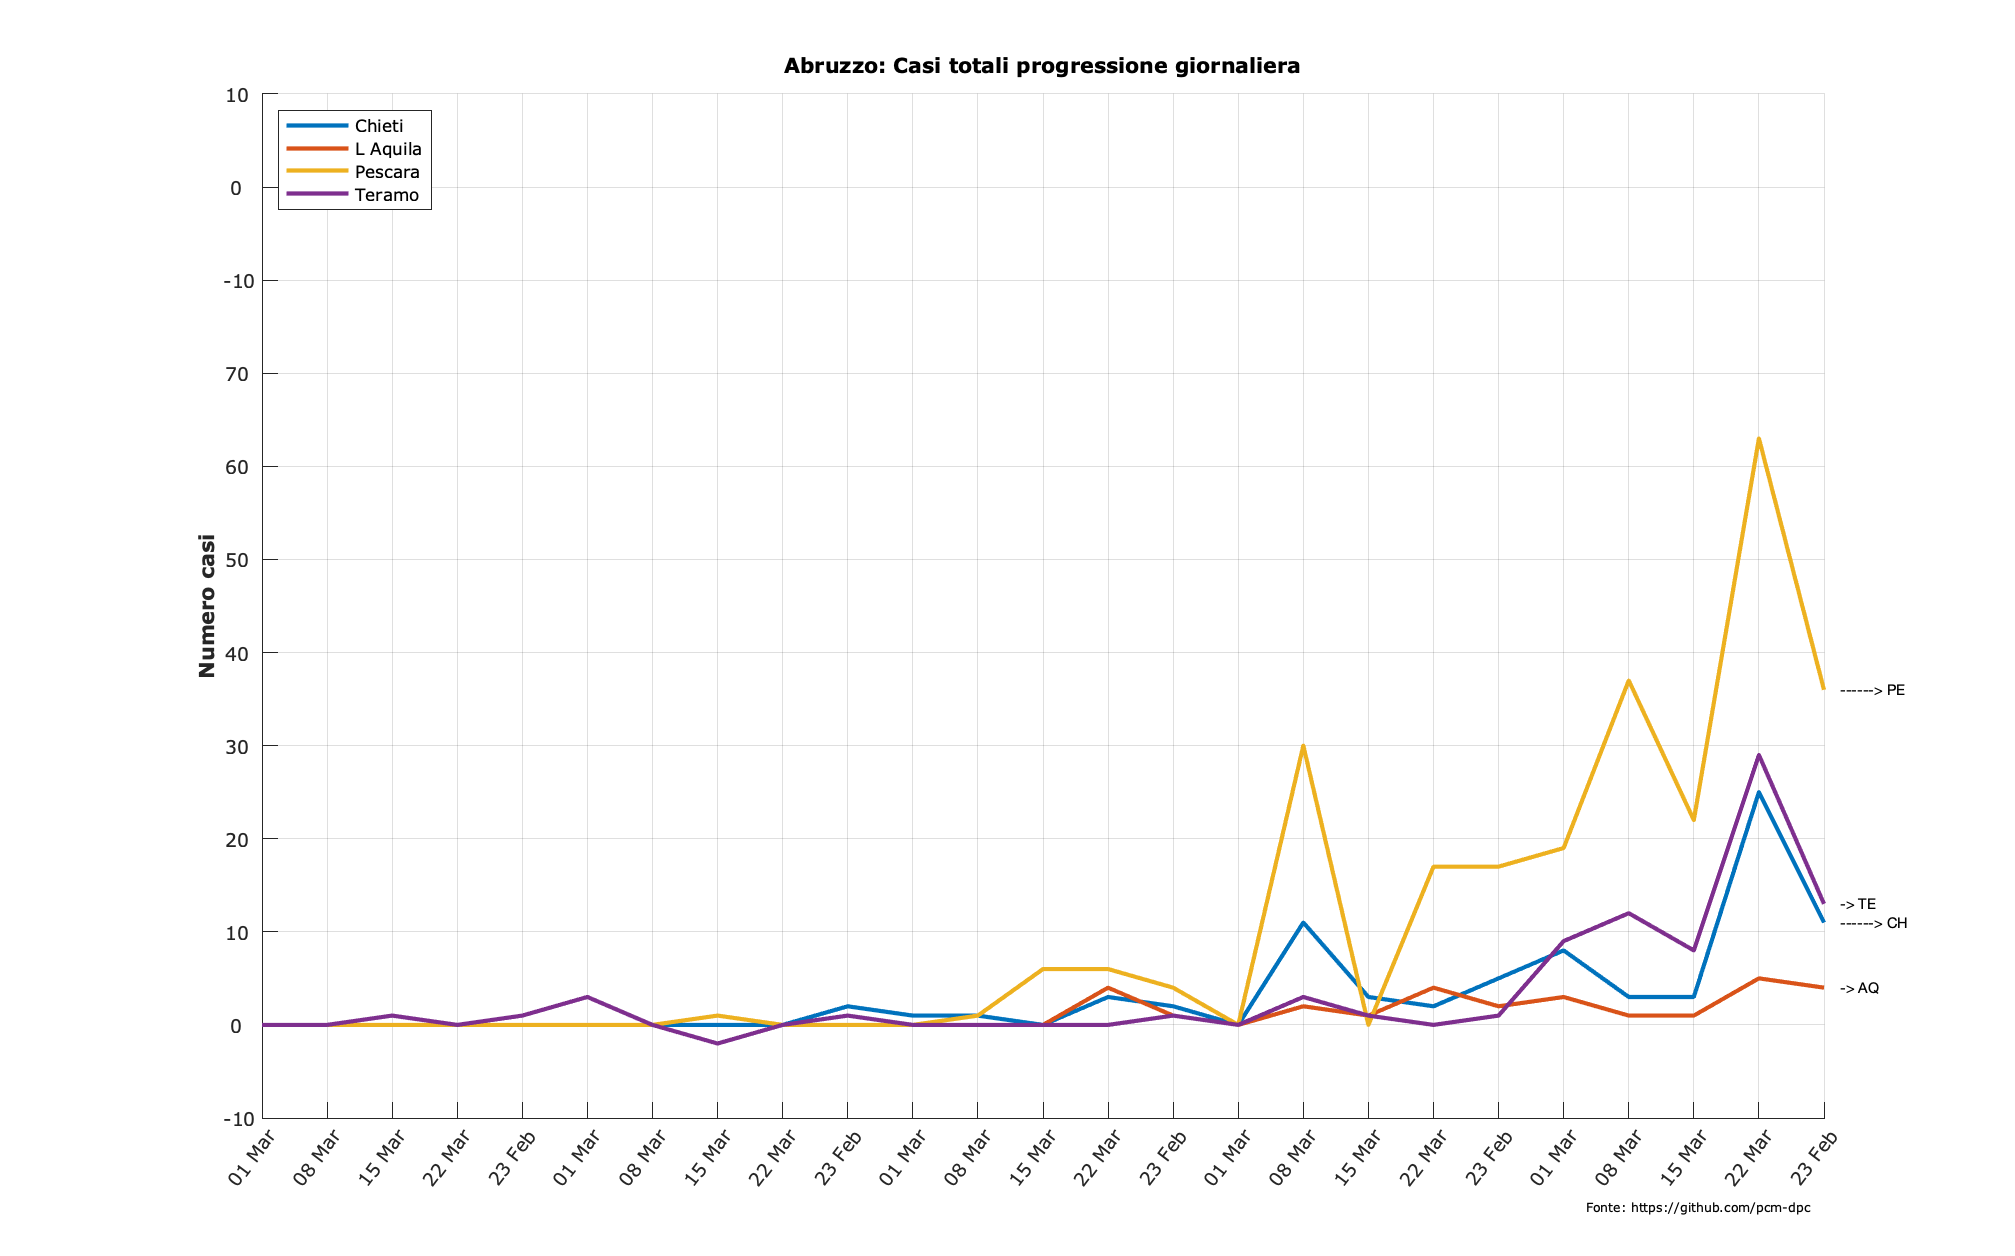 Abruzzo: Casi totali progressione giornaliera
Chieti
L Aquila
Pescara
Teramo
Numero casi
10
0
-10
70
60
50
40
30
20
10
0
-10
------> PE
-> TE
------> CH
-> AQ
01 Mar
08 Mar
15 Mar
22 Mar
23 Feb
01 Mar
08 Mar
15 Mar
22 Mar
23 Feb
01 Mar
08 Mar
15 Mar
22 Mar
23 Feb
01 Mar
08 Mar
15 Mar
22 Mar
23 Feb
01 Mar
08 Mar
15 Mar
22 Mar
23 Feb
Fonte: https://github.com/pcm-dpc